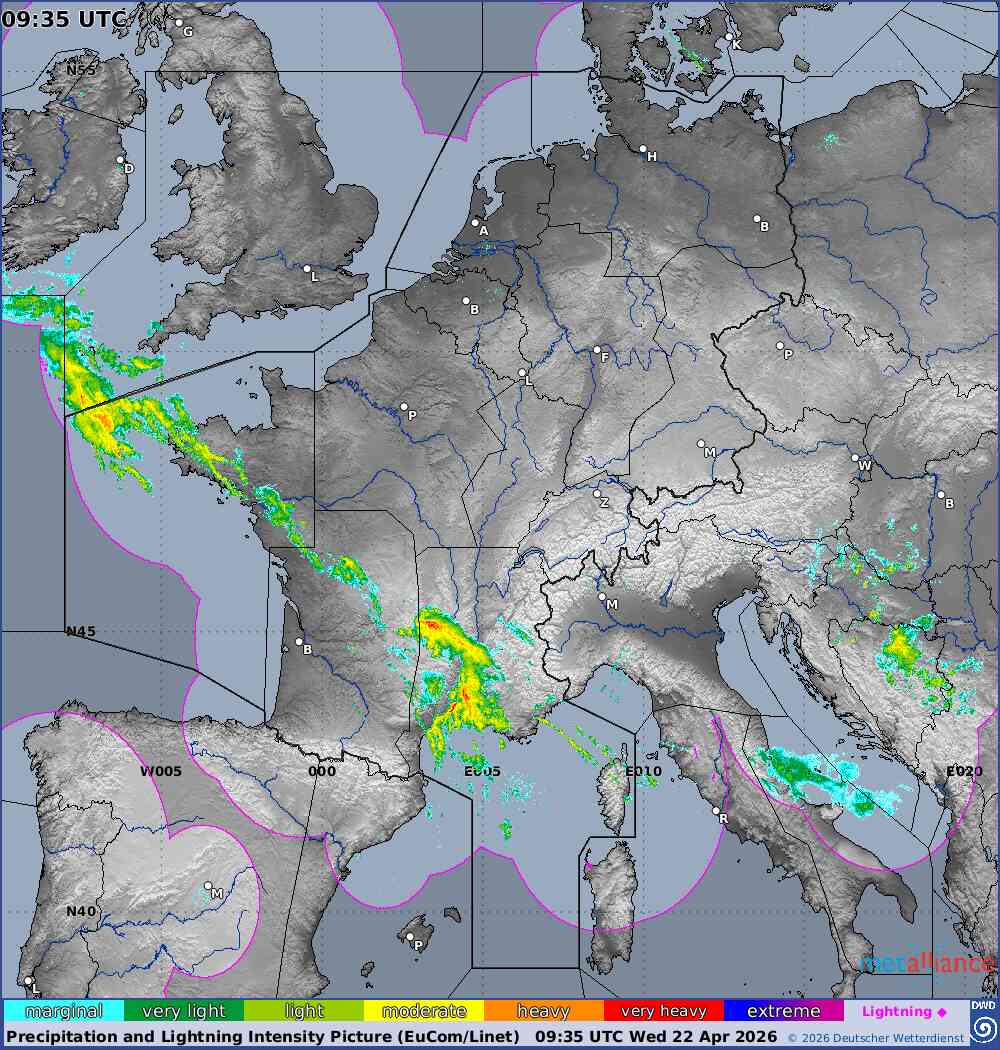 09:35 UTC
G
K
N55
H
D
B
A
L
B
P
F
L
P
M
W
Z
B
M
N45
B
W005
000
E005
E010
E020
R
M
N40
P
L
metalliance
marginal
very light
light
moderate
heavy
very heavy
extreme
Lightning ◆
DWD
Precipitation and Lightning Intensity Picture (EuCom/Linet) 09:35 UTC Wed 22 Apr 2026 © 2026 Deutscher Wetterdienst